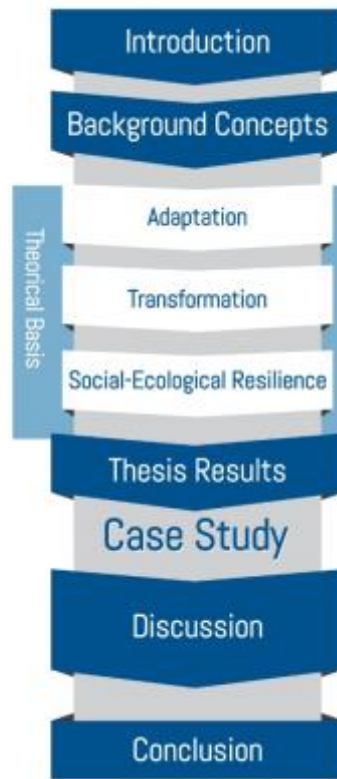 Introduction
Background Concepts
Theorical Basis
Adaptation
Transformation
Social-Ecological Resilience
Thesis Results
Case Study
Discussion
Conclusion